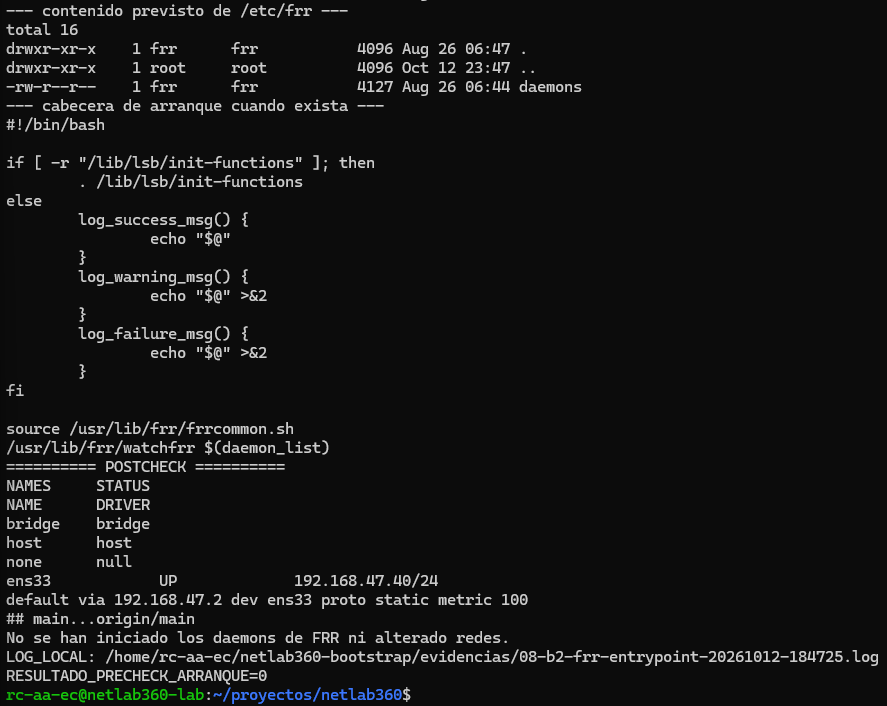 --- contenido previsto de /etc/frr ---
total 16
drwxr-xr-x    1 frr      frr           4096 Aug 26 06:47 .
drwxr-xr-x    1 root     root          4096 Oct 12 23:47 ..
-rw-r--r--    1 frr      frr           4127 Aug 26 06:44 daemons
--- cabecera de arranque cuando exista ---
#!/bin/bash

if [ -r "/lib/lsb/init-functions" ]; then
        . /lib/lsb/init-functions
else
        log_success_msg() {
                echo "$@"
        }
        log_warning_msg() {
                echo "$@" >&2
        }
        log_failure_msg() {
                echo "$@" >&2
        }
fi

source /usr/lib/frr/frrcommon.sh
/usr/lib/frr/watchfrr $(daemon_list)
========== POSTCHECK ==========
NAMES     STATUS
NAME      DRIVER
bridge    bridge
host      host
none      null
ens33            UP             192.168.47.40/24
default via 192.168.47.2 dev ens33 proto static metric 100
## main...origin/main
No se han iniciado los daemons de FRR ni alterado redes.
LOG_LOCAL: /home/rc-aa-ec/netlab360-bootstrap/evidencias/08-b2-frr-entrypoint-20261012-184725.log
RESULTADO_PRECHECK_ARRANQUE=0
rc-aa-ec@netlab360-lab:~/proyectos/netlab360$